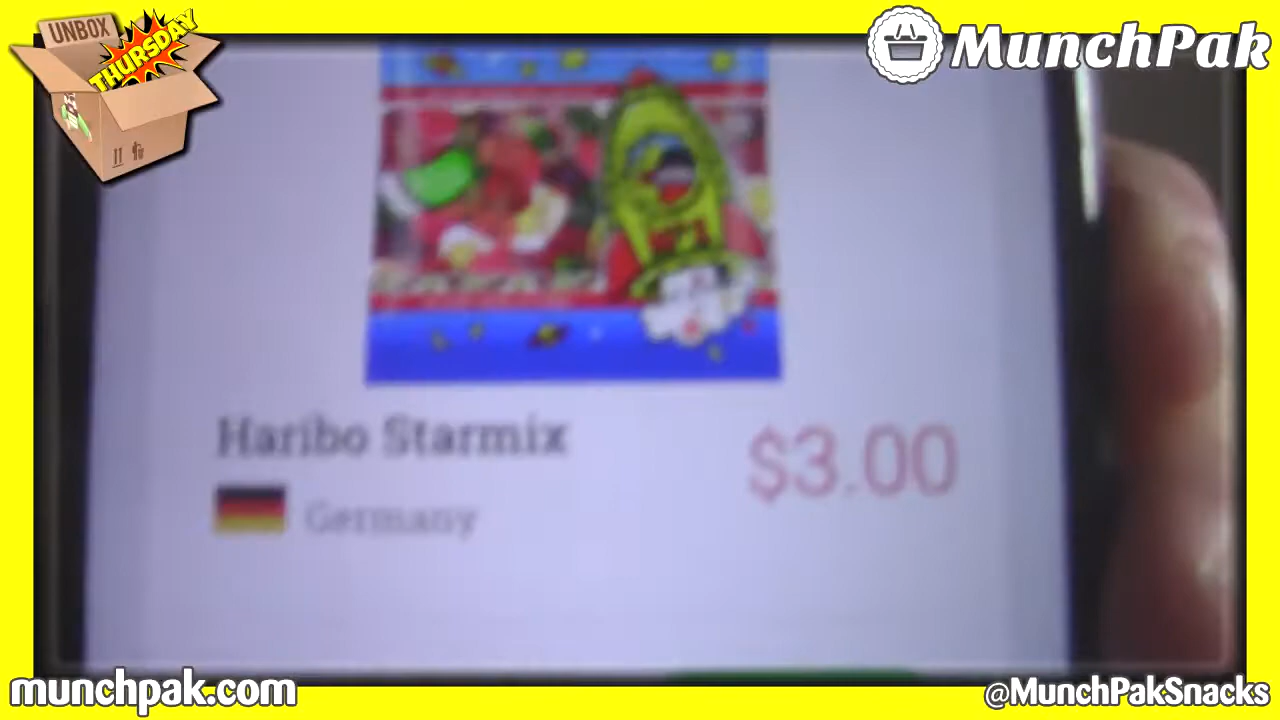 UNBOX
THURSDAY
MunchPak
Haribo Starmix
$3.00
Germany
munchpak.com
@MunchPakSnacks